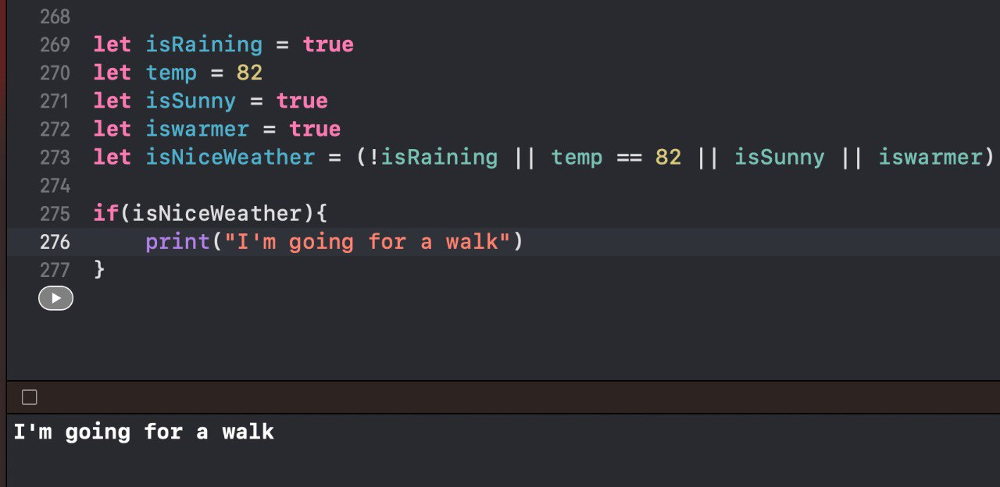 268
269 let isRaining = true
270 let temp = 82
271 let isSunny = true
272 let iswarmer = true
273 let isNiceWeather = (!isRaining || temp == 82 || isSunny || iswarmer)
274
275 if(isNiceWeather){
276     print("I'm going for a walk")
277 }
I'm going for a walk